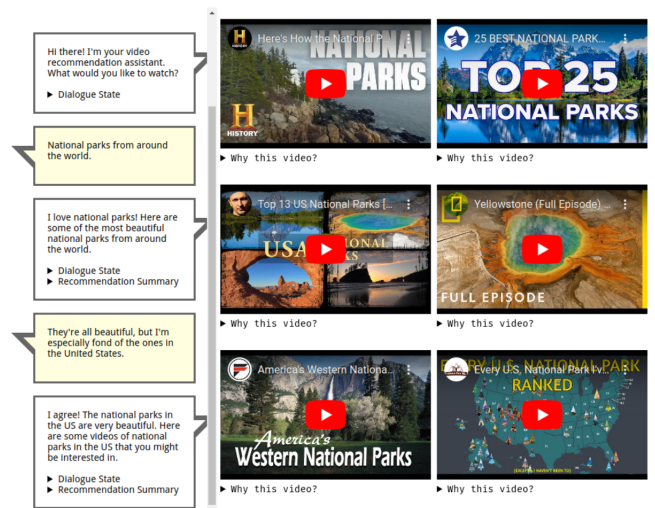 Hi there! I'm your video
recommendation assistant.
What would you like to watch?
▶ Dialogue State
National parks from around
the world.
I love national parks! Here are
some of the most beautiful
national parks from around
the world.
▶ Dialogue State
▶ Recommendation Summary
They're all beautiful, but I'm
especially fond of the ones in
the United States.
I agree! The national parks in
the US are very beautiful. Here
are some videos of national
parks in the US that you might
be interested in.
▶ Dialogue State
▶ Recommendation Summary
HISTORY
Here's How the National P...
NATIONAL
PARKS
H
HISTORY
▶ Why this video?
25 BEST NATIONAL PARK...
TOP 25
NATIONAL PARKS
▶ Why this video?
Top 13 US National Parks [...
USA
▶ Why this video?
Yellowstone (Full Episode) ...
FULL EPISODE
▶ Why this video?
America's Western Nationa...
America's
Western National Parks
▶ Why this video?
Every U.S. National Park
EVERY U.S. NATIONAL PARK
RANKED
▶ Why this video?